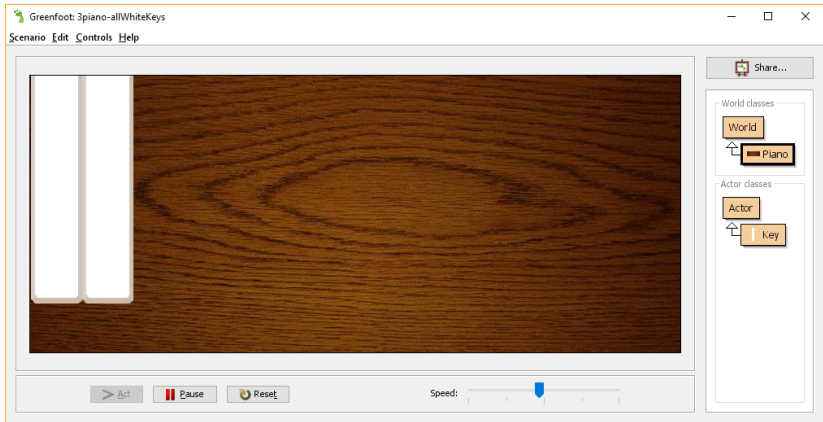 Greenfoot: 3piano-allWhiteKeys
Scenario Edit Controls Help
Share...
World classes
World
Piano
Actor classes
Actor
Key
> Act Pause Reset Speed: